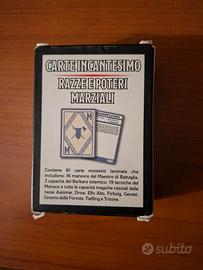 CARTE INCANTESIMO
RAZZE E POTERI
MARZIALI
M
Contiene 61 carte resistenti laminate che
includono: 16 manovre del Maestro di Battaglia,
3 capacità del Barbaro totemico, 19 tecniche del
Monaco e tutte le capacità magiche razziali delle
razze Aasimar, Drow, Elfo Alto, Firbolg, Genasi,
Gnomo delle Foreste, Tiefling e Tritone.
subito